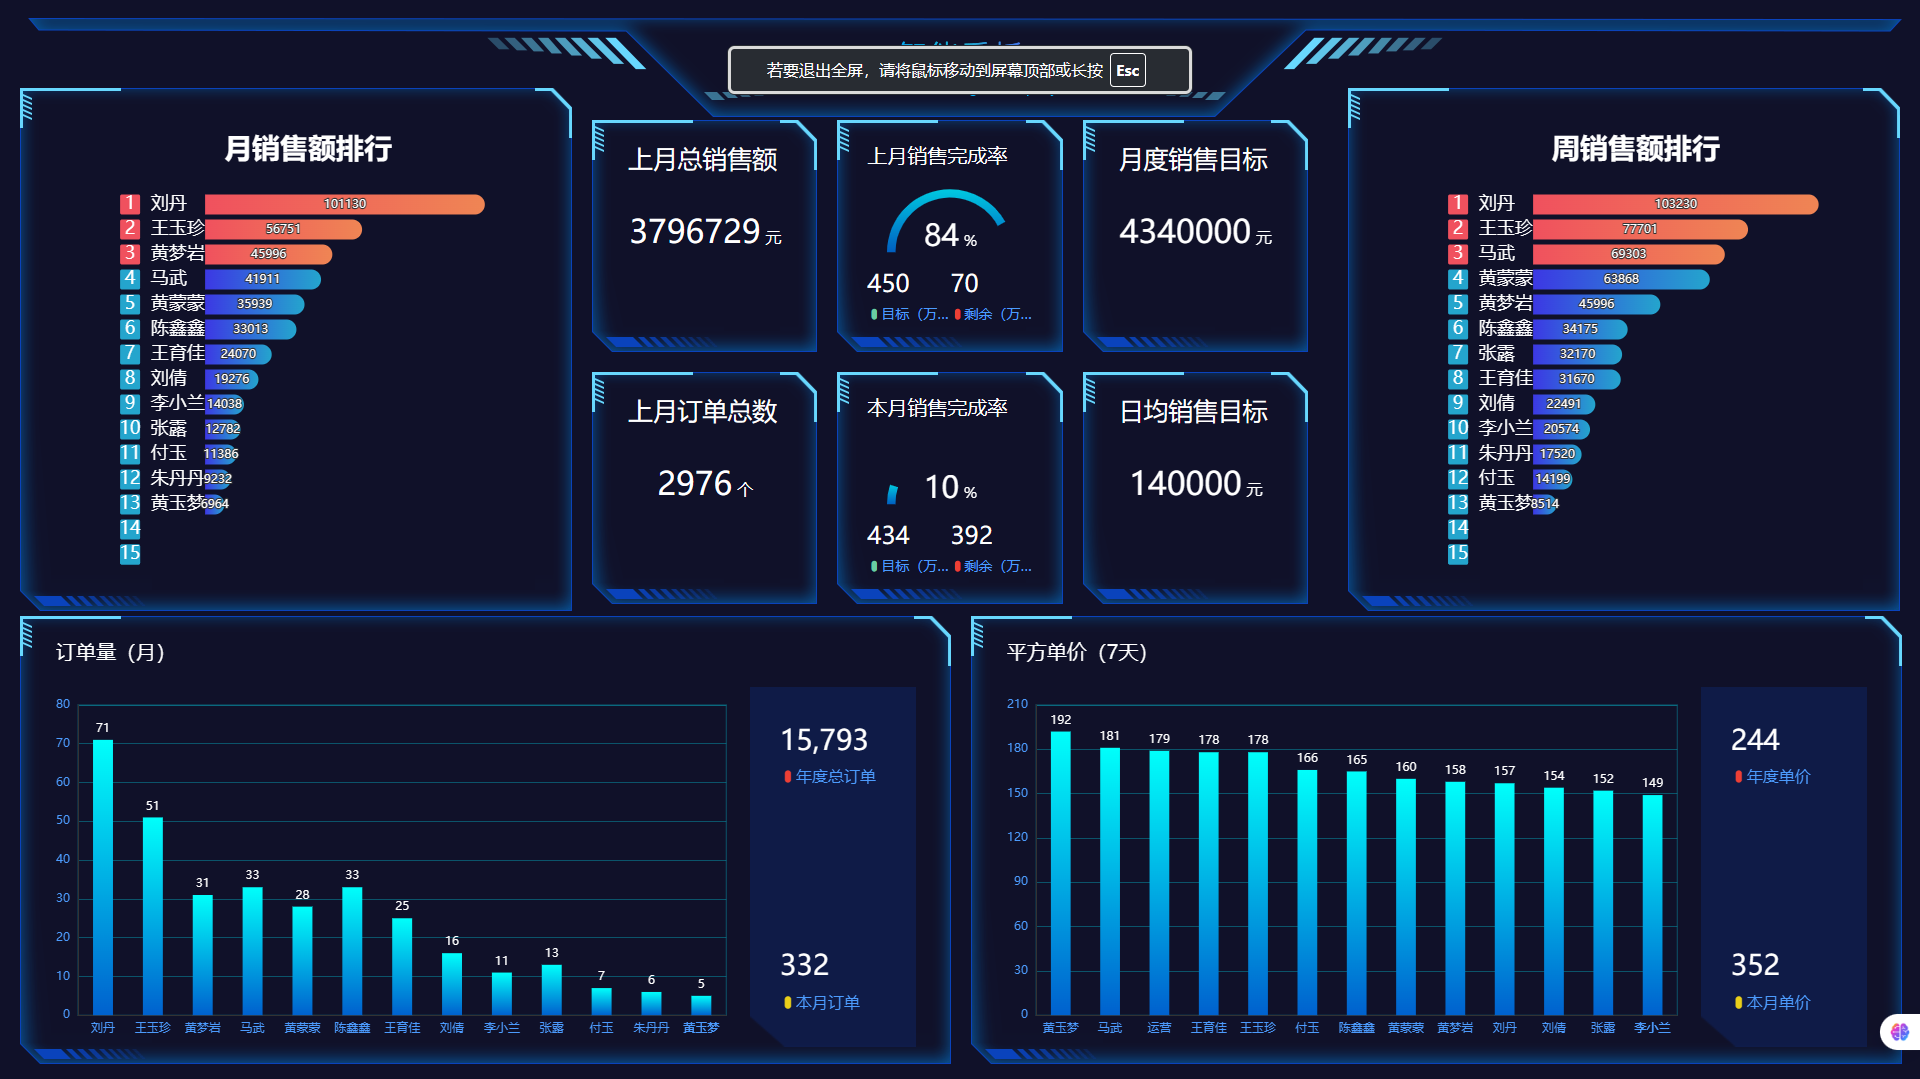 若要退出全屏，请将鼠标移动到屏幕顶部或长按 Esc
月销售额排行
1 刘丹 101130
2 王玉珍 56751
3 黄梦岩 45996
4 马武 41911
5 黄蒙蒙 35939
6 陈鑫鑫 33013
7 王育佳 24070
8 刘倩 19276
9 李小兰 14038
10 张露 12782
11 付玉 11386
12 朱丹丹 9232
13 黄玉梦 6964
14
15
上月总销售额
3796729 元
上月销售完成率
84 %
450 70
目标（万... 剩余（万...
月度销售目标
4340000 元
上月订单总数
2976 个
本月销售完成率
10 %
434 392
目标（万... 剩余（万...
日均销售目标
140000 元
周销售额排行
1 刘丹 103230
2 王玉珍 77701
3 马武 69303
4 黄蒙蒙 63868
5 黄梦岩 45996
6 陈鑫鑫 34175
7 张露 32170
8 王育佳 31670
9 刘倩 22491
10 李小兰 20574
11 朱丹丹 17520
12 付玉 14199
13 黄玉梦 8514
14
15
订单量（月）
80
70
60
50
40
30
20
10
0
71 51 31 33 28 33 25 16 11 13 7 6 5
刘丹 王玉珍 黄梦岩 马武 黄蒙蒙 陈鑫鑫 王育佳 刘倩 李小兰 张露 付玉 朱丹丹 黄玉梦
15,793
年度总订单
332
本月订单
平方单价（7天）
210
180
150
120
90
60
30
0
192 181 179 178 178 166 165 160 158 157 154 152 149
黄玉梦 马武 运营 王育佳 王玉珍 付玉 陈鑫鑫 黄蒙蒙 黄梦岩 刘丹 刘倩 张露 李小兰
244
年度单价
352
本月单价